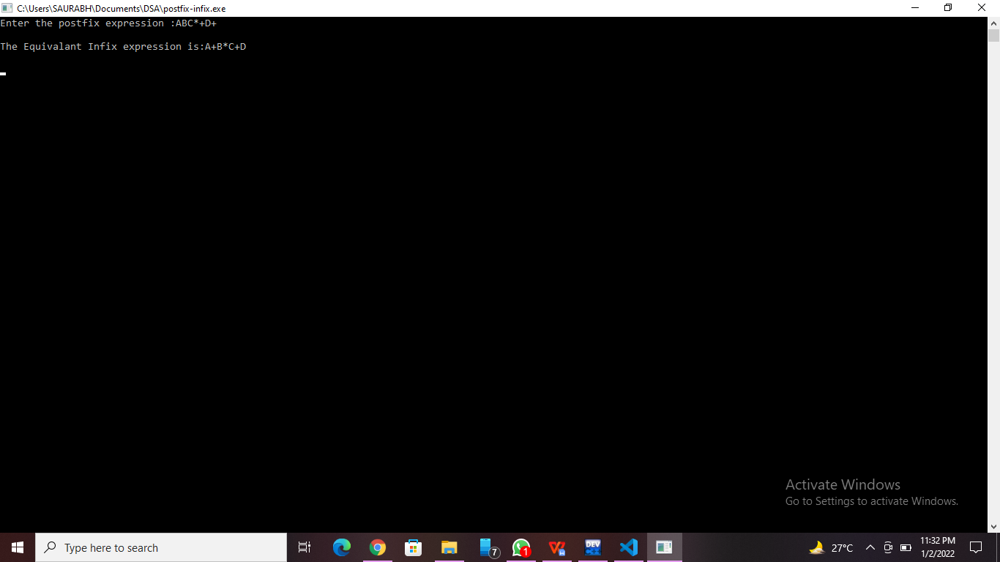 C:\Users\SAURABH\Documents\DSA\postfix-infix.exe
Enter the postfix expression :ABC*+D+
The Equivalant Infix expression is:A+B*C+D
Activate Windows
Go to Settings to activate Windows.
Type here to search
7
1
DEV
27°C
11:32 PM
1/2/2022